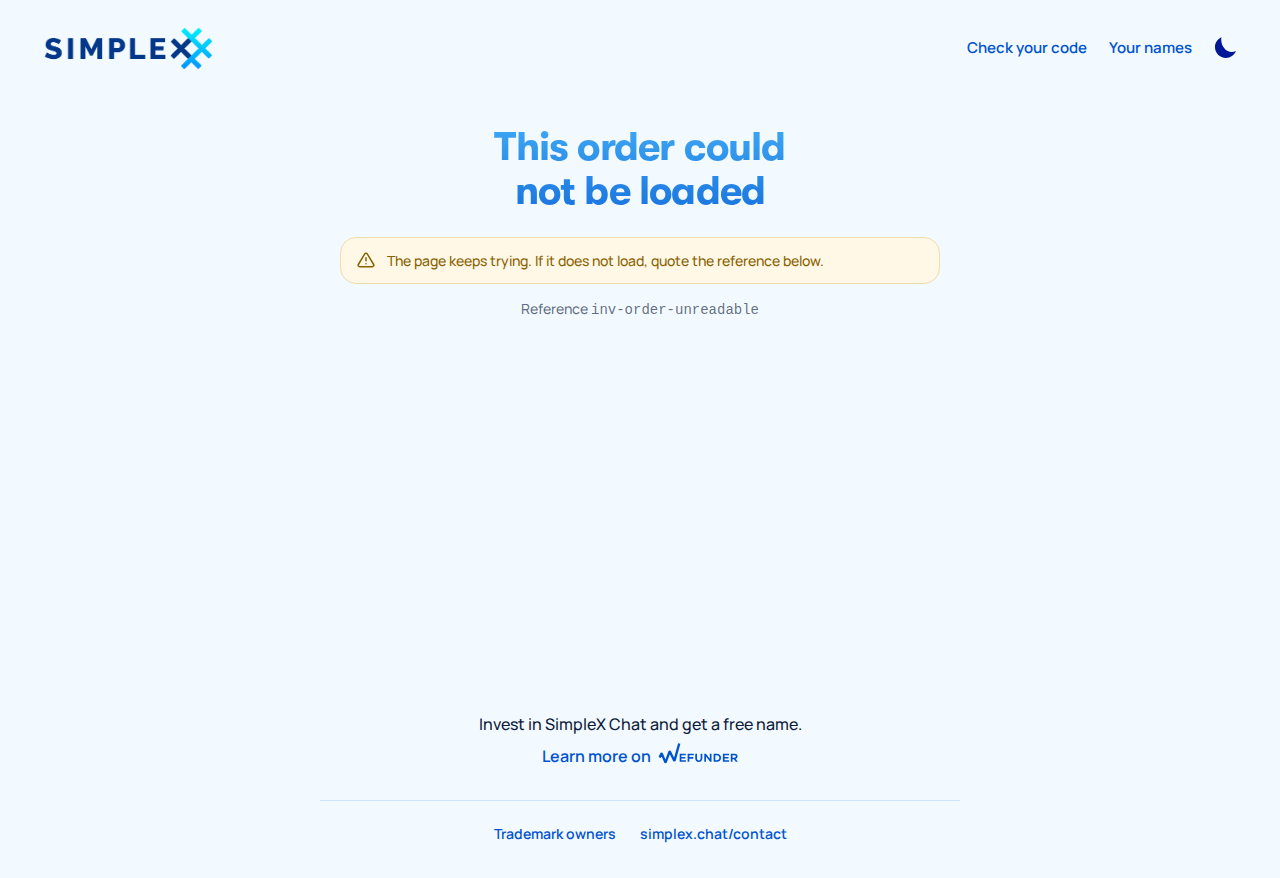 SIMPLEX
Check your code
Your names
This order could
not be loaded
The page keeps trying. If it does not load, quote the reference below.
Reference inv-order-unreadable
Invest in SimpleX Chat and get a free name.
Learn more on WEFUNDER
Trademark owners
simplex.chat/contact